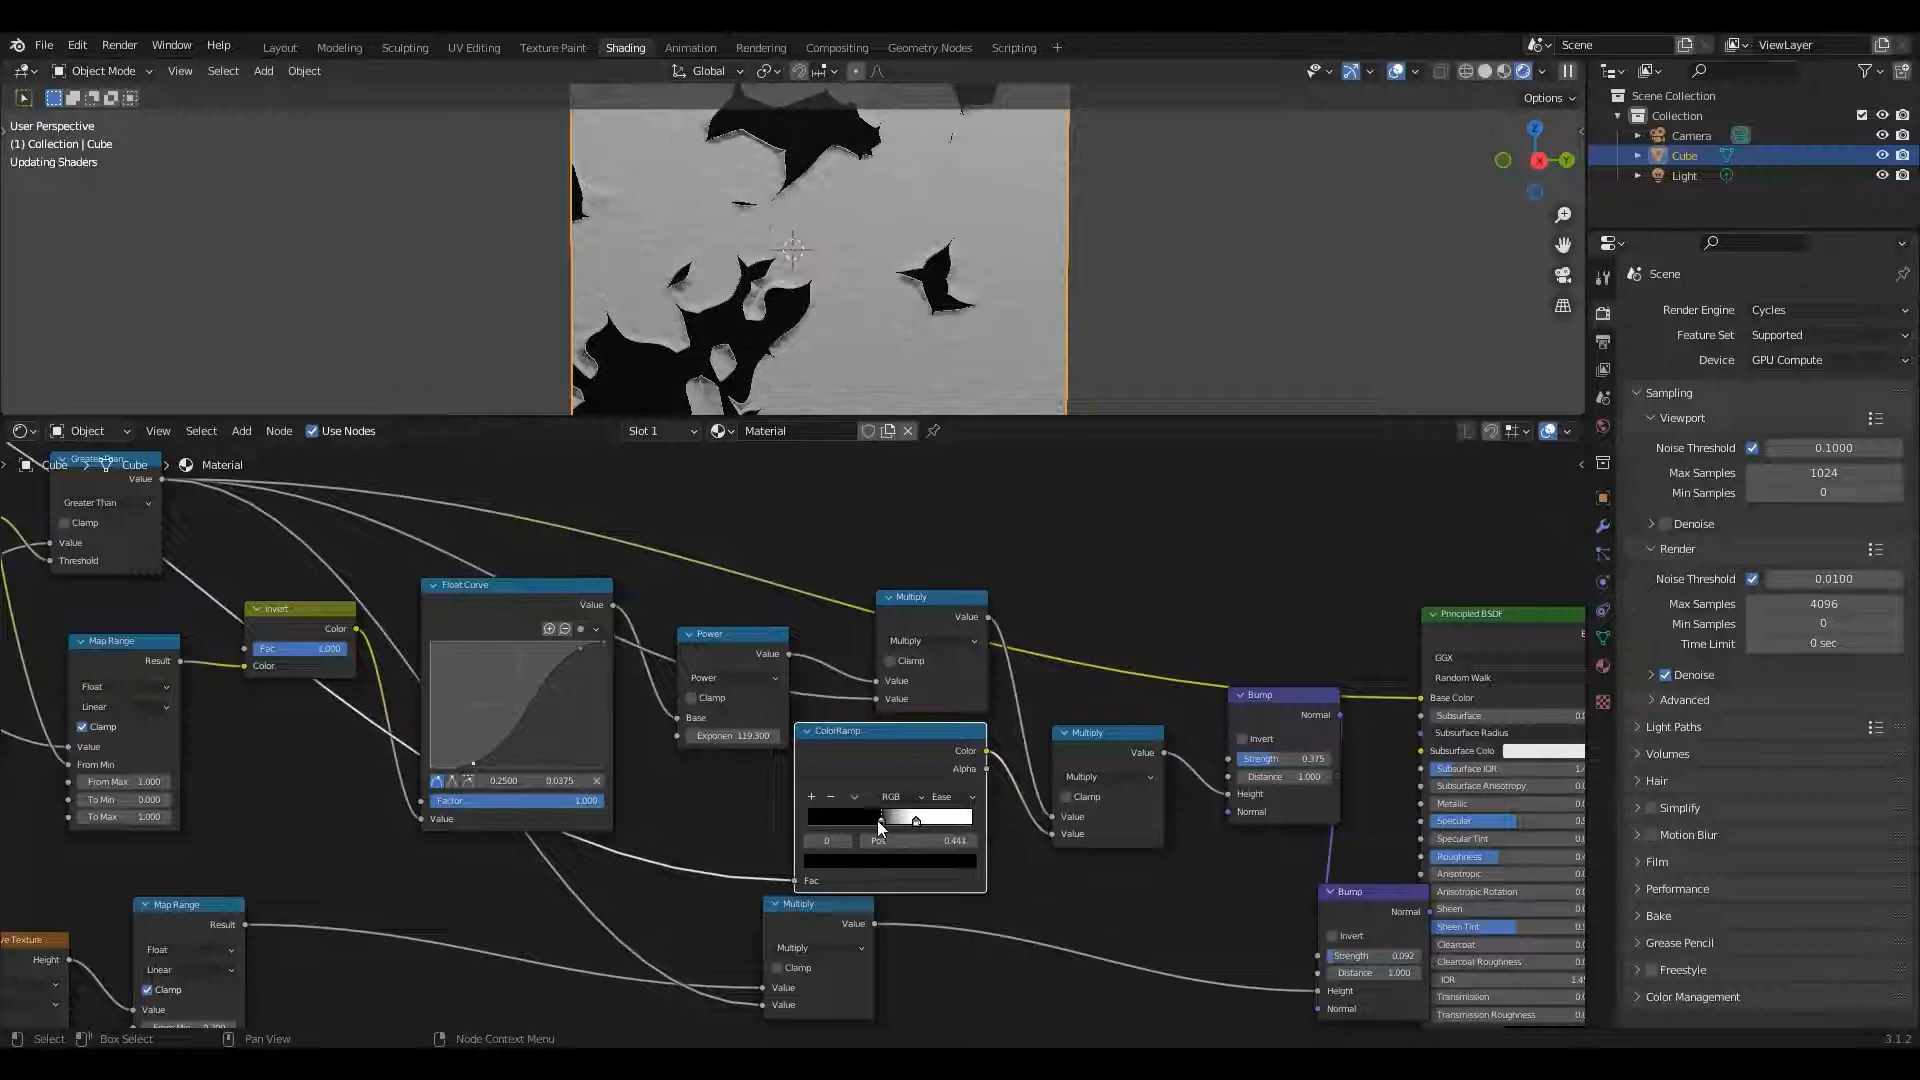 File Edit Render Window Help
Layout Modeling Sculpting UV Editing Texture Paint Shading Animation Rendering Compositing Geometry Nodes Scripting +
Scene
ViewLayer
Object Mode View Select Add Object
Global
Options
User Perspective
(1) Collection | Cube
Updating Shaders
Z
X
Y
Scene Collection
Collection
Camera
Cube
Light
Scene
Render Engine Cycles
Feature Set Supported
Device GPU Compute
Sampling
Viewport
Noise Threshold 0.1000
Max Samples 1024
Min Samples 0
Denoise
Render
Noise Threshold 0.0100
Max Samples 4096
Min Samples 0
Time Limit 0 sec
Denoise
Advanced
Light Paths
Volumes
Hair
Simplify
Motion Blur
Film
Performance
Bake
Grease Pencil
Freestyle
Color Management
Object View Select Add Node Use Nodes
Slot 1
Material
Cube > Cube > Material
Greater Than
Value
Greater Than
Clamp
Value
Threshold
Map Range
Result
Float
Linear
Clamp
Value
From Min
From Max 1.000
To Min 0.000
To Max 1.000
Invert
Color
Fac 1.000
Color
Float Curve
Value
0.2500 0.0375
Factor 1.000
Value
Power
Value
Power
Clamp
Base
Exponen 119.300
Multiply
Value
Multiply
Clamp
Value
Value
ColorRamp
Color
Alpha
RGB Ease
0 Pos 0.441
Fac
Multiply
Value
Multiply
Clamp
Value
Value
Bump
Normal
Invert
Strength 0.375
Distance 1.000
Height
Normal
Principled BSDF
GGX
Random Walk
Base Color
Subsurface
Subsurface Radius
Subsurface Colo
Subsurface IOR
Subsurface Anisotropy
Metallic
Specular
Specular Tint
Roughness
Anisotropic
Anisotropic Rotation
Sheen
Sheen Tint
Clearcoat
Clearcoat Roughness
IOR
Transmission
Transmission Roughness
ve Texture
Height
Map Range
Result
Float
Linear
Clamp
Value
Multiply
Value
Multiply
Clamp
Value
Value
Bump
Normal
Invert
Strength 0.092
Distance 1.000
Height
Normal
Select Box Select Pan View Node Context Menu
3.1.2